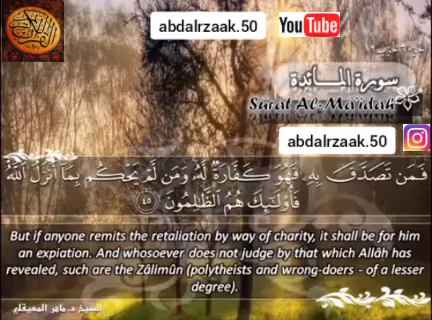 abdalrzaak.50
YouTube
سورة المائدة
Sûrat Al-Mâ'idah
abdalrzaak.50
فَمَن تَصَدَّقَ بِهِۦ فَهُوَ كَفَّارَةٌ لَّهُۥ وَمَن لَّمْ يَحْكُم بِمَآ أَنزَلَ ٱللَّهُ
فَأُو۟لَـٰٓئِكَ هُمُ ٱلظَّـٰلِمُونَ ٤٥
But if anyone remits the retaliation by way of charity, it shall be for him
an expiation. And whosoever does not judge by that which Allâh has
revealed, such are the Zâlimûn (polytheists and wrong-doers - of a lesser
degree).
الشيخ د. ماهر المعيقلي